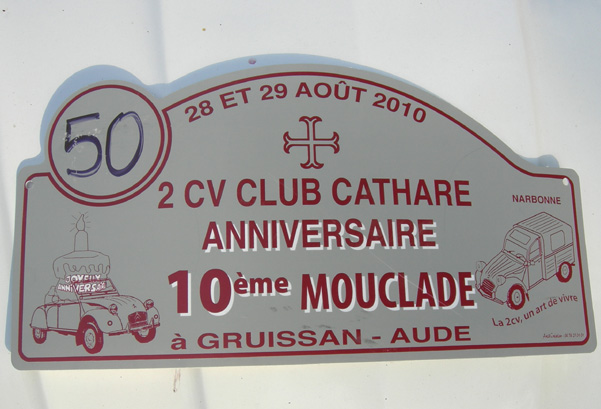 50
28 ET 29 AOÛT 2010
2 CV CLUB CATHARE
ANNIVERSAIRE
10ème MOUCLADE
à GRUISSAN - AUDE
JOYEUX
ANNIVERSAIRE
NARBONNE
La 2cv, un art de vivre